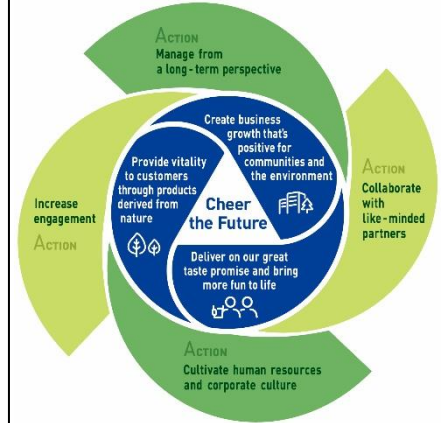 ACTION
Manage from
a long-term perspective
Create business
growth that's
positive for
communities and
the environment
Provide vitality
to customers
through products
derived from
nature
Cheer
the Future
Deliver on our great
taste promise and bring
more fun to life
Increase
engagement
ACTION
ACTION
Collaborate
with
like-minded
partners
ACTION
Cultivate human resources
and corporate culture